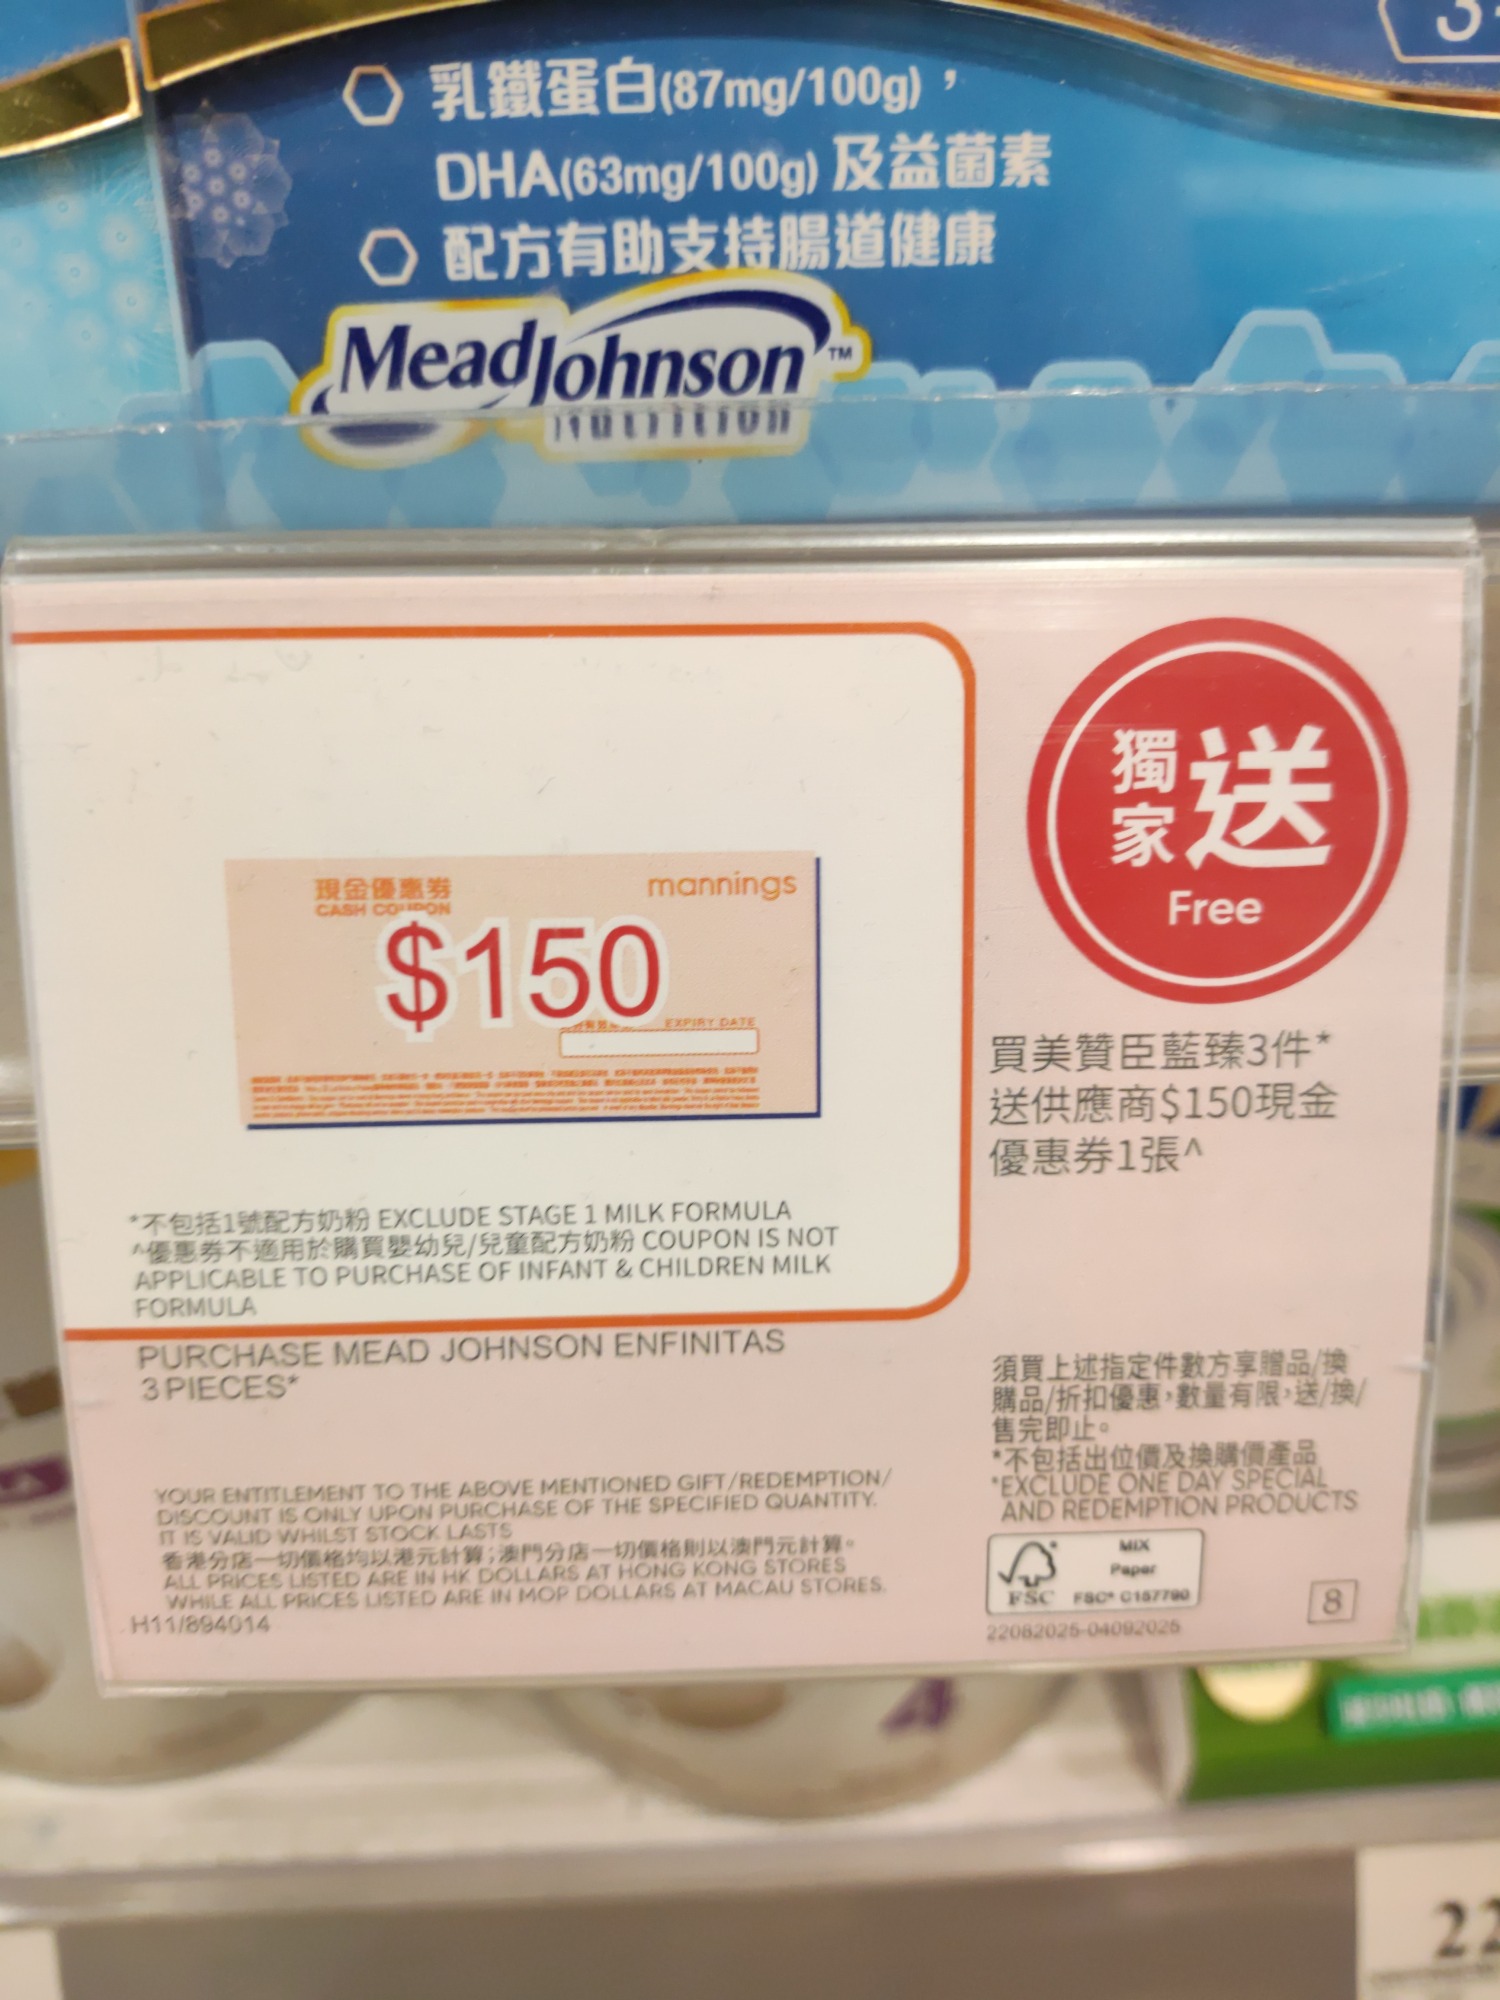 乳鐵蛋白(87mg/100g)，
DHA(63mg/100g) 及益菌素
配方有助支持腸道健康
MeadJohnson™
nutrition
現金優惠券
CASH COUPON
mannings
$150
EXPIRY DATE
獨家送
Free
買美贊臣藍臻3件*
送供應商$150現金
優惠券1張^
*不包括1號配方奶粉 EXCLUDE STAGE 1 MILK FORMULA
^優惠券不適用於購買嬰幼兒/兒童配方奶粉 COUPON IS NOT
APPLICABLE TO PURCHASE OF INFANT & CHILDREN MILK
FORMULA
PURCHASE MEAD JOHNSON ENFINITAS
3 PIECES*
須買上述指定件數方享贈品/換
購品/折扣優惠，數量有限，送/換/
售完即止。
*不包括出位價及換購價產品
*EXCLUDE ONE DAY SPECIAL
AND REDEMPTION PRODUCTS
YOUR ENTITLEMENT TO THE ABOVE MENTIONED GIFT/REDEMPTION/
DISCOUNT IS ONLY UPON PURCHASE OF THE SPECIFIED QUANTITY.
IT IS VALID WHILST STOCK LASTS
香港分店一切價格均以港元計算；澳門分店一切價格則以澳門元計算。
ALL PRICES LISTED ARE IN HK DOLLARS AT HONG KONG STORES
WHILE ALL PRICES LISTED ARE IN MOP DOLLARS AT MACAU STORES.
H11/894014
FSC
MIX
Paper
FSC® C157790
8
22082025-04092025
4
22